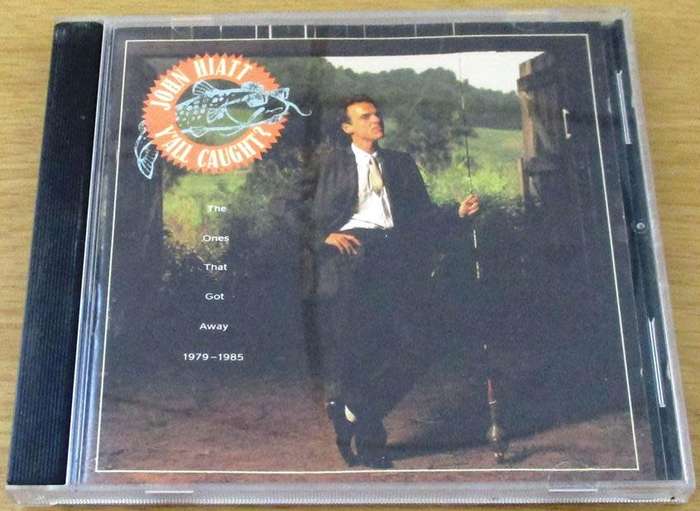 JOHN HIATT
Y'ALL CAUGHT?
The
Ones
That
Got
Away
1979–1985